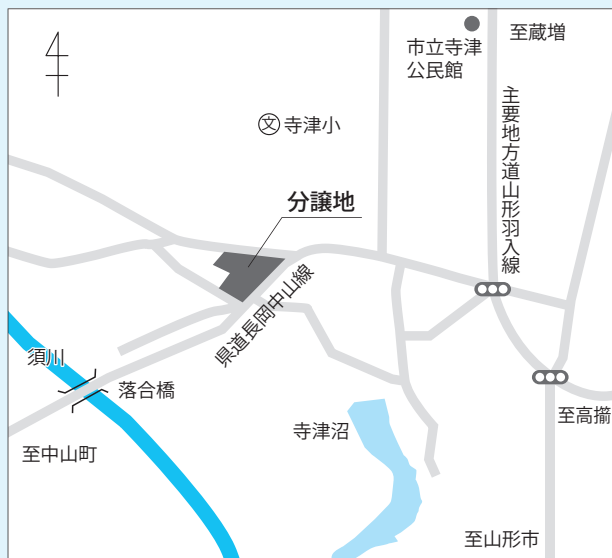 市立寺津
公民館
至蔵増
主要地方道山形羽入線
文
寺津小
分譲地
県道長岡中山線
須川
落合橋
至中山町
寺津沼
至高擶
至山形市